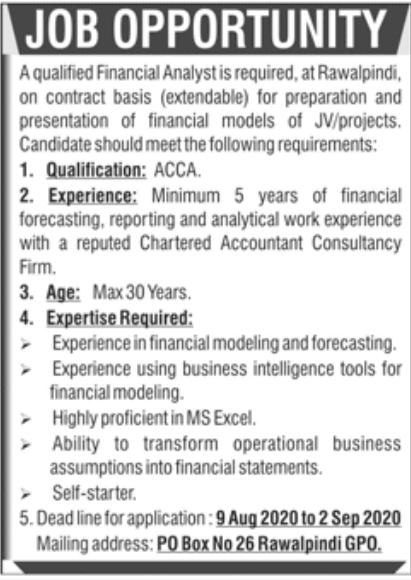 JOB OPPORTUNITY
A qualified Financial Analyst is required, at Rawalpindi,
on contract basis (extendable) for preparation and
presentation of financial models of JV/projects.
Candidate should meet the following requirements:
1. Qualification: ACCA.
2. Experience: Minimum 5 years of financial
forecasting, reporting and analytical work experience
with a reputed Chartered Accountant Consultancy
Firm.
3. Age: Max 30 Years.
4. Expertise Required:
➢ Experience in financial modeling and forecasting.
➢ Experience using business intelligence tools for
financial modeling.
➢ Highly proficient in MS Excel.
➢ Ability to transform operational business
assumptions into financial statements.
➢ Self-starter.
5. Dead line for application : 9 Aug 2020 to 2 Sep 2020
Mailing address: PO Box No 26 Rawalpindi GPO.